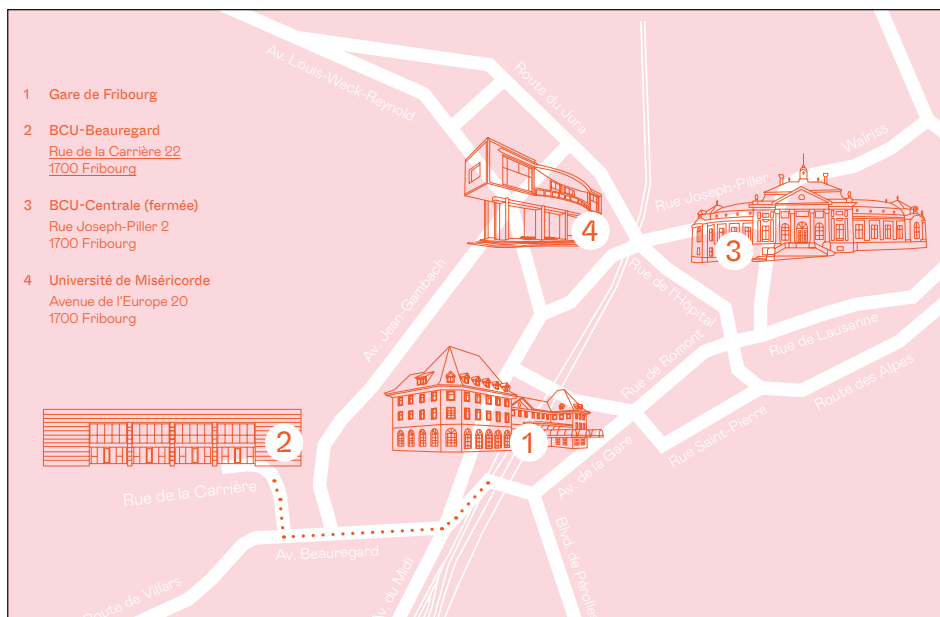 1 Gare de Fribourg
2 BCU-Beauregard
Rue de la Carrière 22
1700 Fribourg
3 BCU-Centrale (fermée)
Rue Joseph-Piller 2
1700 Fribourg
4 Université de Miséricorde
Avenue de l'Europe 20
1700 Fribourg
Av. Louis-Weck-Reynold
Route du Jura
Walriss
Rue Joseph-Piller
4
3
Rue de l'Hôpital
Av. Jean-Gambach
Rue de Lausanne
Rue de Romont
Route des Alpes
Rue Saint-Pierre
1
2
Av. de la Gare
Rue de la Carrière
Av. Beauregard
Blvd. de Pérolles
Av. du Midi
Route de Villars